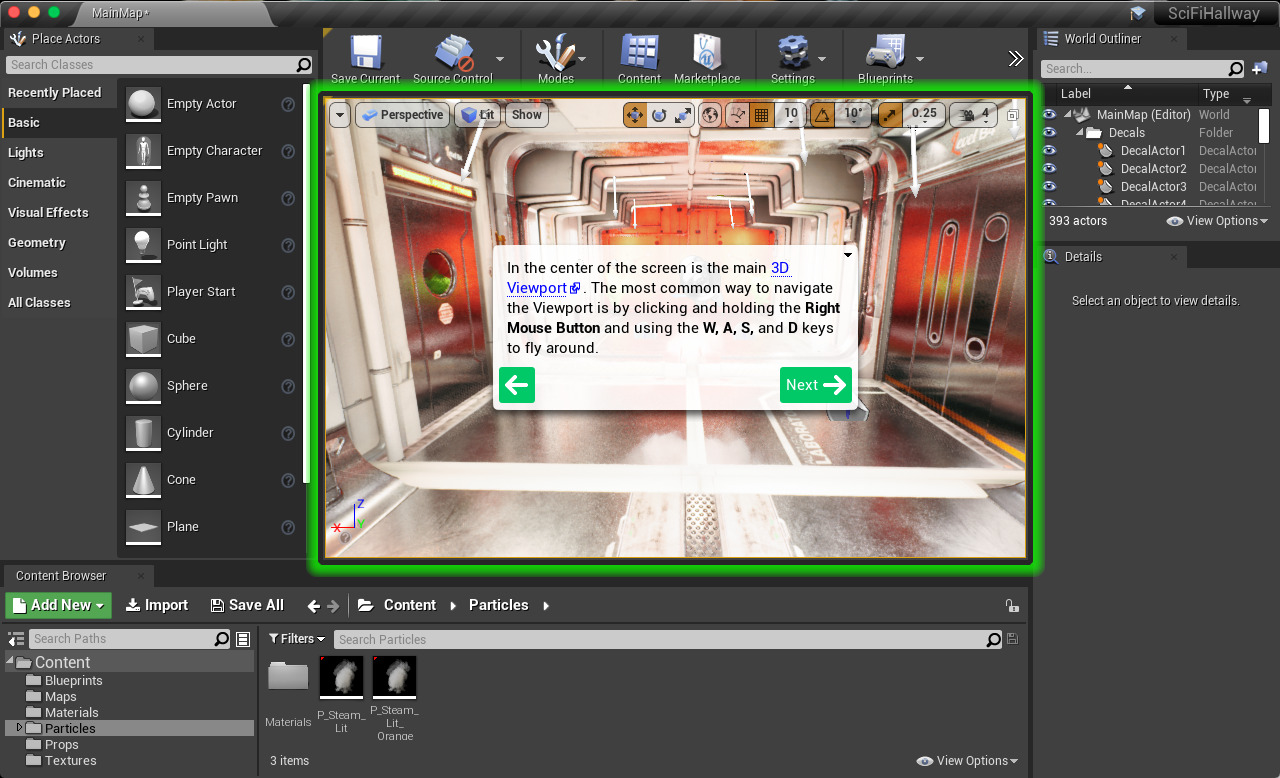 MainMap*
SciFiHallway
Place Actors
Search Classes
Recently Played
Basic
Lights
Cinematic
Visual Effects
Geometry
Volumes
All Classes
Empty Actor
Empty Character
Empty Pawn
Point Light
Player Start
Cube
Sphere
Cylinder
Cone
Plane
Save Current
Source Control
Modes
Content
Marketplace
Settings
Blueprints
Perspective
Lit
Show
10
10°
0.25
4
In the center of the screen is the main 3D
Viewport. The most common way to navigate
the Viewport is by clicking and holding the Right
Mouse Button and using the W, A, S, and D keys
to fly around.
Next
Z
X
Y
World Outliner
Search...
Label Type
MainMap (Editor) World
Decals Folder
DecalActor1 DecalActor
DecalActor2 DecalActor
DecalActor3 DecalActor
DecalActor4 DecalActor
393 actors
View Options
Details
Select an object to view details.
Content Browser
Add New
Import
Save All
Content
Particles
Search Paths
Content
Blueprints
Maps
Materials
Particles
Props
Textures
Filters
Search Particles
Materials
P_Steam_
Lit
P_Steam_
Lit_
Orange
3 items
View Options